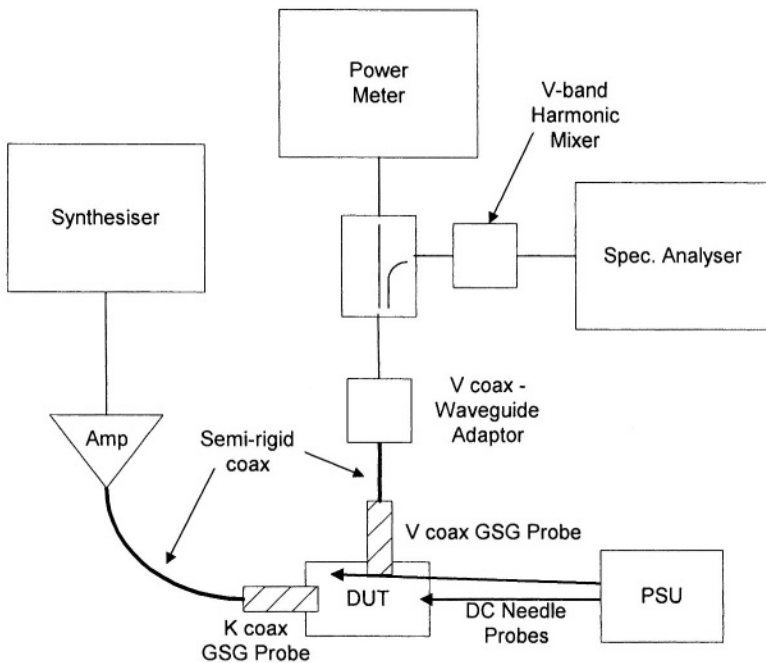 Power
Meter
V-band
Harmonic
Mixer
Synthesiser
Spec. Analyser
V coax -
Waveguide
Adaptor
Amp
Semi-rigid
coax
V coax GSG Probe
DUT
PSU
DC Needle
Probes
K coax
GSG Probe